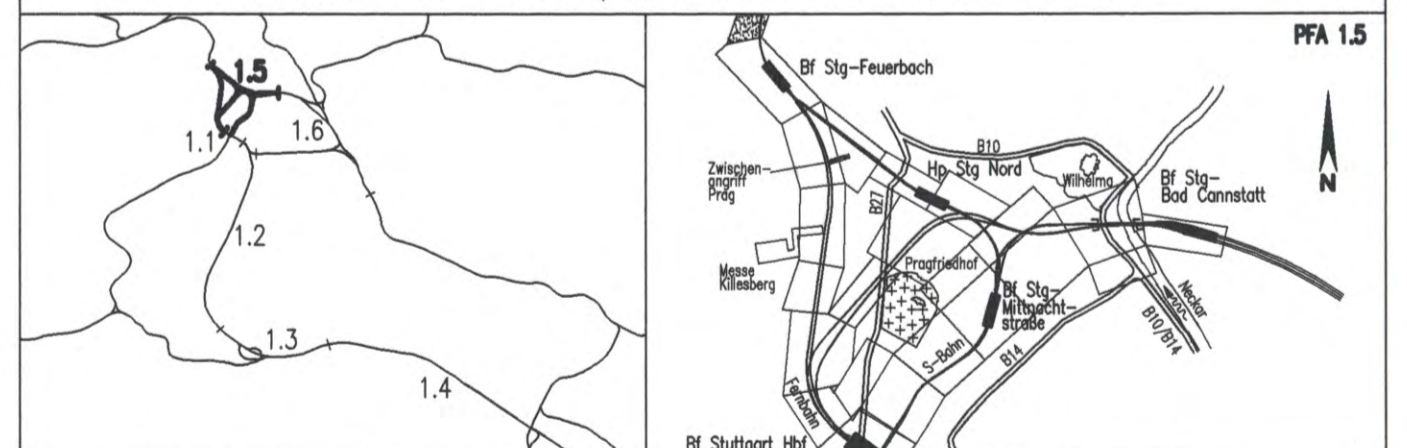 1.5
1.1
1.6
1.2
1.3
1.4
PFA 1.5
Bf Stg-Feuerbach
N
B10
Zwischen-
angriff
Prag
Hp Stg Nord
Wilhelma
Bf Stg-
Bad Cannstatt
B27
Messe
Killesberg
Pragfriedhof
Bf Stg-
Mittnacht-
straße
Neckar
B10/B14
S-Bahn
B14
Fernbahn
Bf Stuttgart Hbf